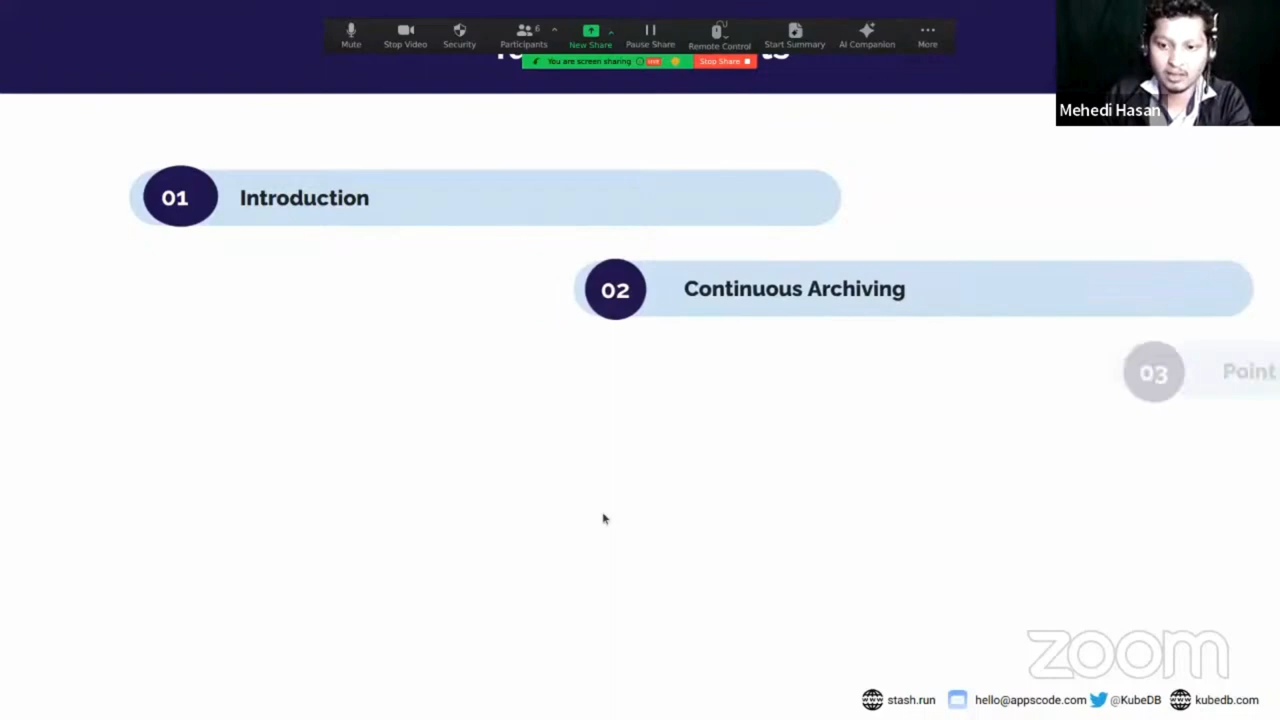 Mute
Stop Video
Security
Participants
6
New Share
Pause Share
Remote Control
Start Summary
AI Companion
More
You are screen sharing
Stop Share
Mehedi Hasan
01 Introduction
02 Continuous Archiving
03 Point
zoom
stash.run hello@appscode.com @KubeDB kubedb.com